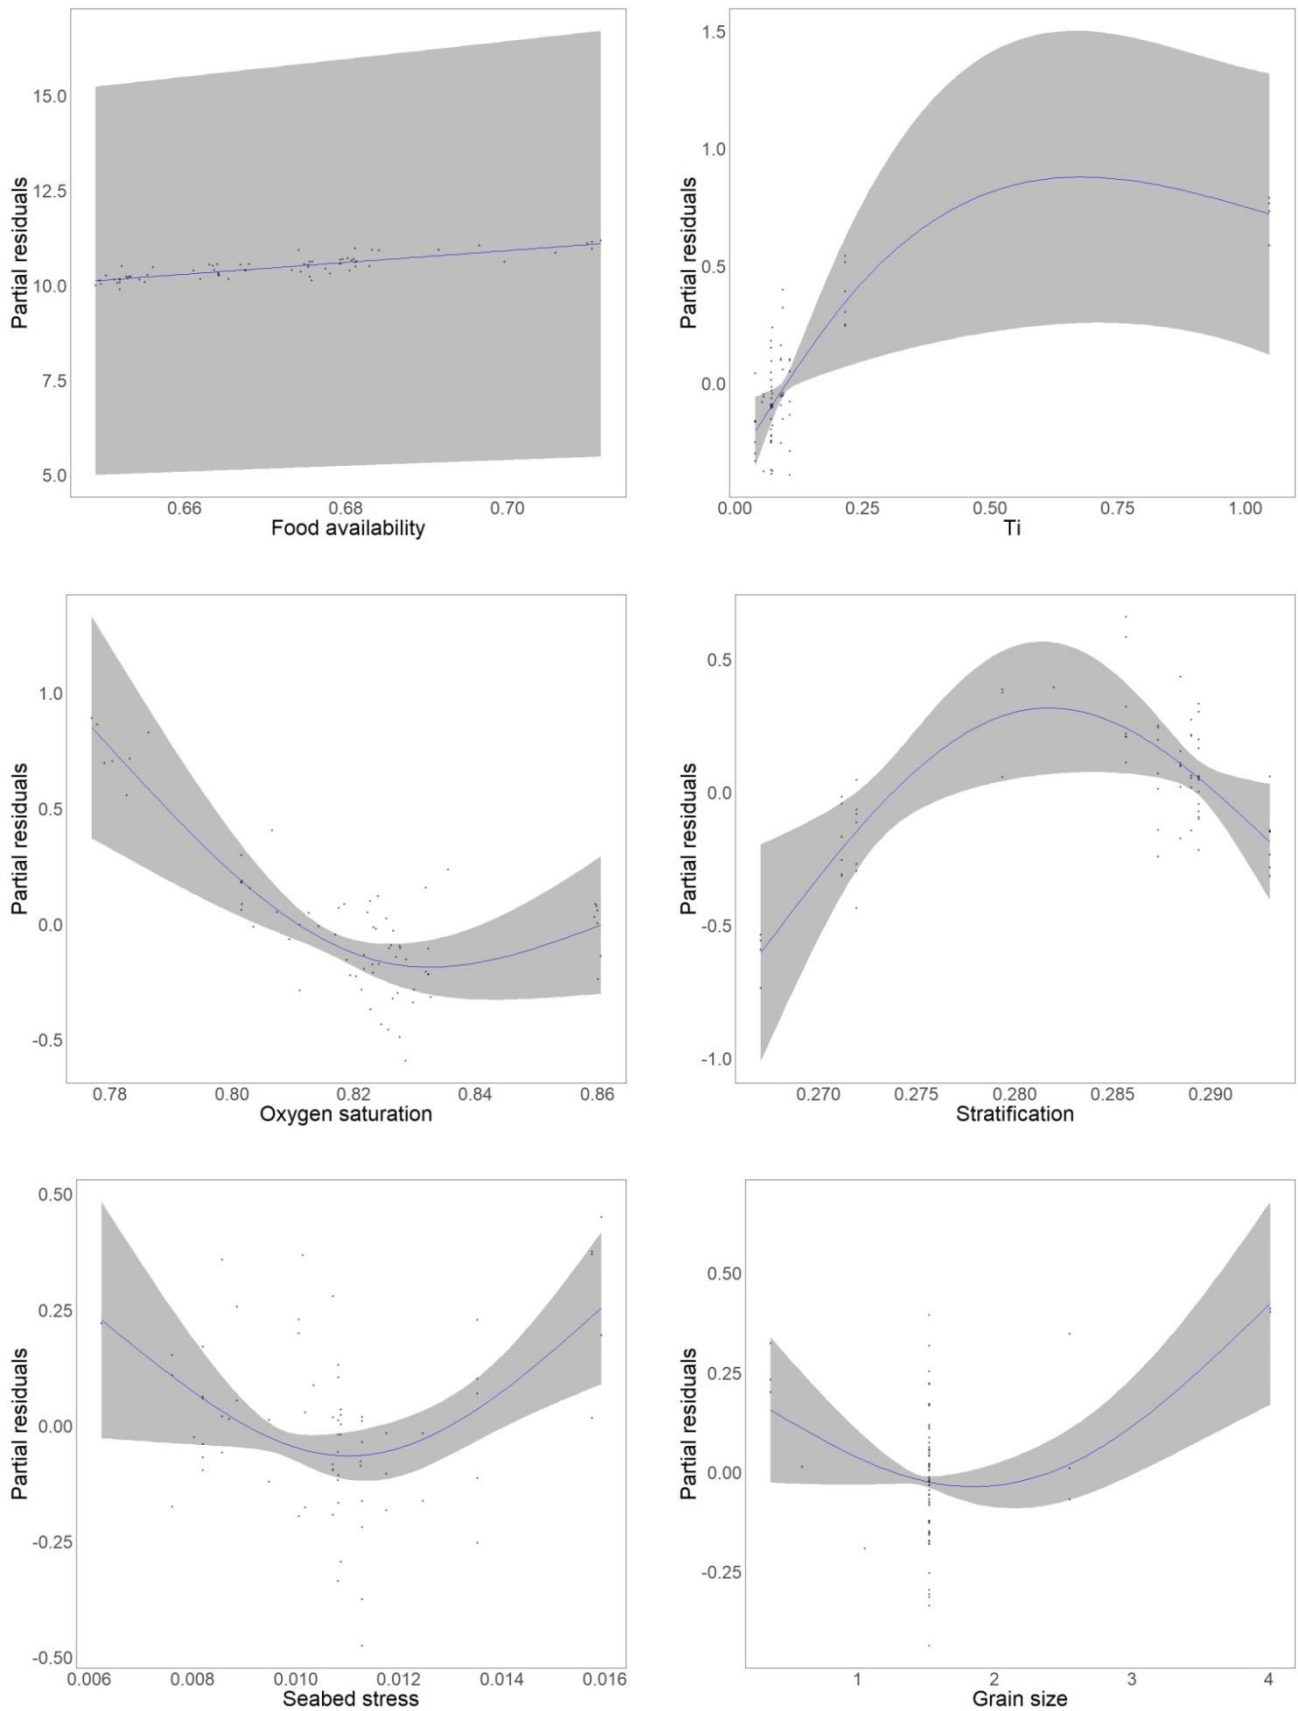 Partial residuals
15.0
12.5
10.0
7.5
5.0
0.66 0.68 0.70
Food availability
Partial residuals
1.5
1.0
0.5
0.0
0.00 0.25 0.50 0.75 1.00
Ti
Partial residuals
1.0
0.5
0.0
-0.5
0.78 0.80 0.82 0.84 0.86
Oxygen saturation
Partial residuals
0.5
0.0
-0.5
-1.0
0.270 0.275 0.280 0.285 0.290
Stratification
Partial residuals
0.50
0.25
0.00
-0.25
-0.50
0.006 0.008 0.010 0.012 0.014 0.016
Seabed stress
Partial residuals
0.50
0.25
0.00
-0.25
1 2 3 4
Grain size